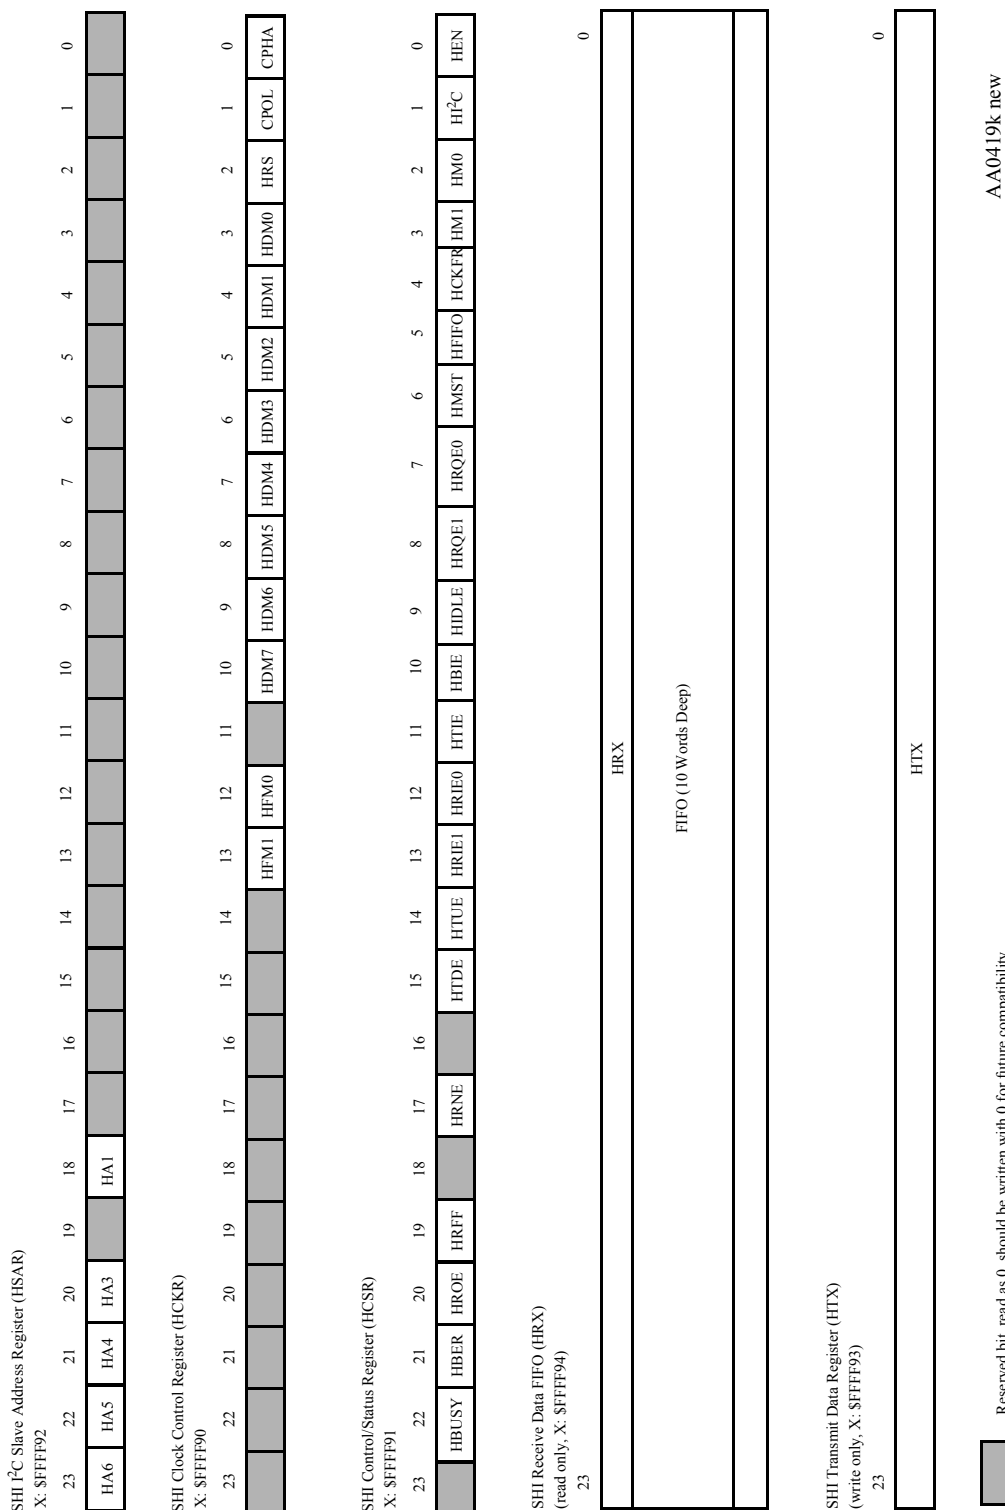 SHI I²C Slave Address Register (HSAR)
X: $FFFF92
23 22 21 20 19 18 17 16 15 14 13 12 11 10 9 8 7 6 5 4 3 2 1 0
HA6 HA5 HA4 HA3 HA1
SHI Clock Control Register (HCKR)
X: $FFFF90
23 22 21 20 19 18 17 16 15 14 13 12 11 10 9 8 7 6 5 4 3 2 1 0
HFM1 HFM0 HDM7 HDM6 HDM5 HDM4 HDM3 HDM2 HDM1 HDM0 HRS CPOL CPHA
SHI Control/Status Register (HCSR)
X: $FFFF91
23 22 21 20 19 18 17 16 15 14 13 12 11 10 9 8 7 6 5 4 3 2 1 0
HBUSY HBER HROE HRFF HRNE HTDE HTUE HRIE1 HRIE0 HTIE HBIE HIDLE HRQE1 HRQE0 HMST HFIFO HCKFR HM1 HM0 HI²C HEN
SHI Receive Data FIFO (HRX)
(read only, X: $FFFF94)
23 0
HRX
FIFO (10 Words Deep)
SHI Transmit Data Register (HTX)
(write only, X: $FFFF93)
23 0
HTX
Reserved bit, read as 0, should be written with 0 for future compatibility
AA0419k new